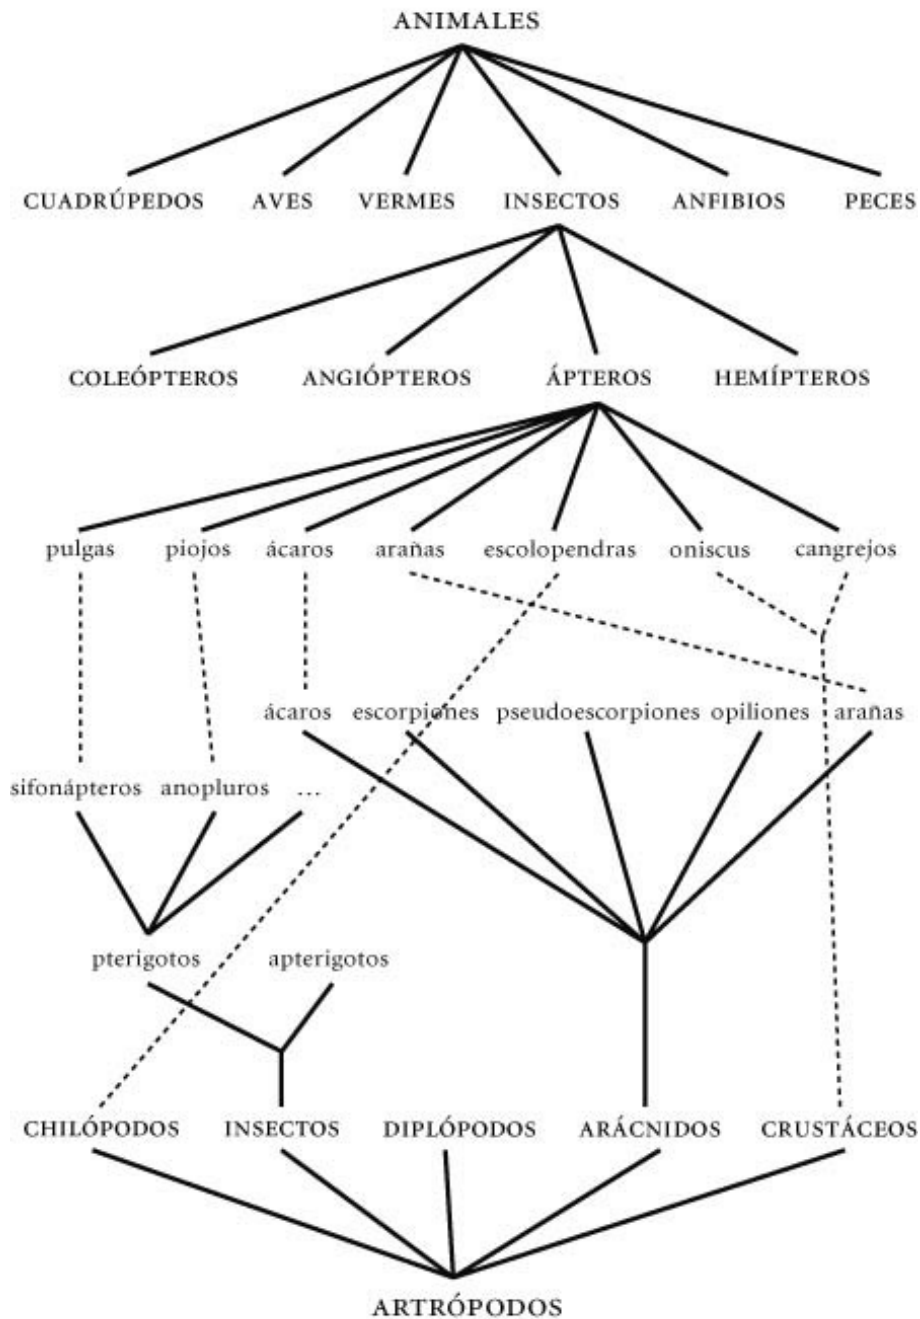 ANIMALES
CUADRÚPEDOS AVES VERMES INSECTOS ANFIBIOS PECES
COLEÓPTEROS ANGIÓPTEROS ÁPTEROS HEMÍPTEROS
pulgas piojos ácaros arañas escolopendras oniscus cangrejos
ácaros escorpiones pseudoescorpiones opiliones arañas
sifonápteros anopluros ...
pterigotos apterigotos
CHILÓPODOS INSECTOS DIPLÓPODOS ARÁCNIDOS CRUSTÁCEOS
ARTRÓPODOS